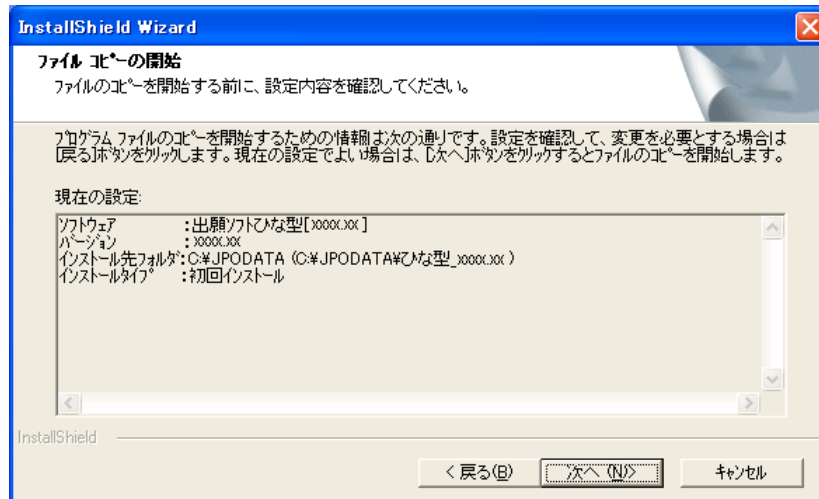 InstallShield Wizard
ファイル コピーの開始
ファイルのコピーを開始する前に、設定内容を確認してください。
プログラム ファイルのコピーを開始するための情報は次の通りです。設定を確認して、変更を必要とする場合は
[戻る]ボタンをクリックします。現在の設定でよい場合は、[次へ]ボタンをクリックするとファイルのコピーを開始します。
現在の設定:
ソフトウェア :出願ソフトひな型[xxxx.xx]
バージョン :xxxx.xx
インストール先フォルダ:C:¥JPODATA (C:¥JPODATA¥ひな型_xxxx.xx)
インストールタイプ :初回インストール
InstallShield
< 戻る(B) 次へ (N)> キャンセル